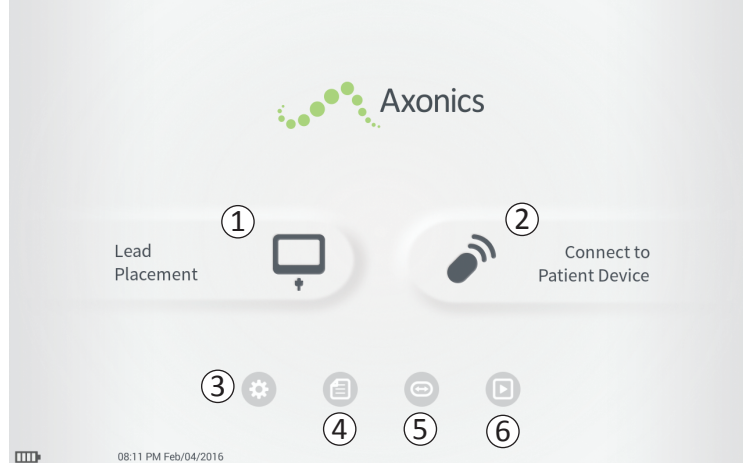 Axonics
1
2
Lead
Placement
Connect to
Patient Device
3
4
5
6
08:11 PM Feb/04/2016